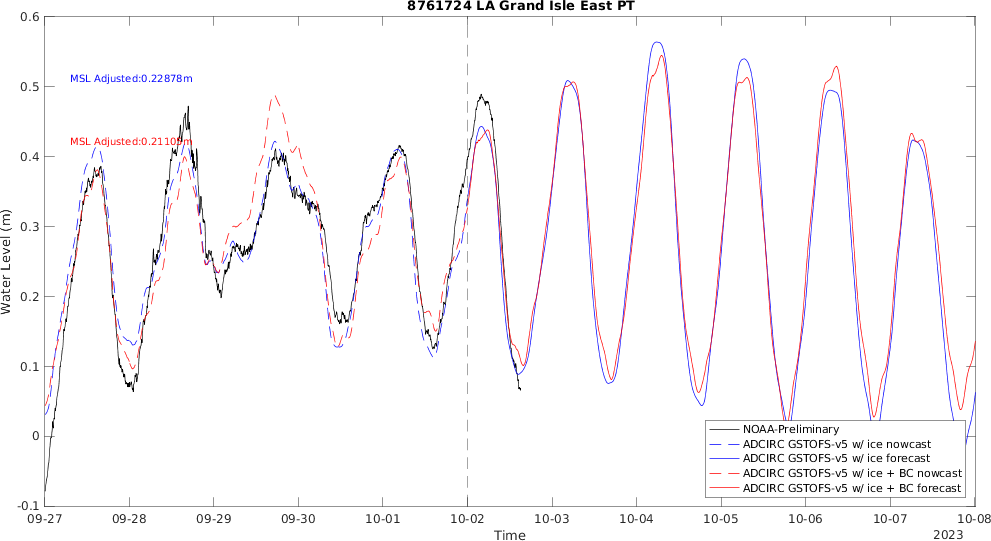 8761724 LA Grand Isle East PT
0.6
0.5
0.4
0.3
0.2
0.1
0
-0.1
Water Level (m)
MSL Adjusted:0.22878m
MSL Adjusted:0.21109m
NOAA-Preliminary
ADCIRC GSTOFS-v5 w/ ice nowcast
ADCIRC GSTOFS-v5 w/ ice forecast
ADCIRC GSTOFS-v5 w/ ice + BC nowcast
ADCIRC GSTOFS-v5 w/ ice + BC forecast
09-27 09-28 09-29 09-30 10-01 10-02 10-03 10-04 10-05 10-06 10-07 10-08
Time
2023